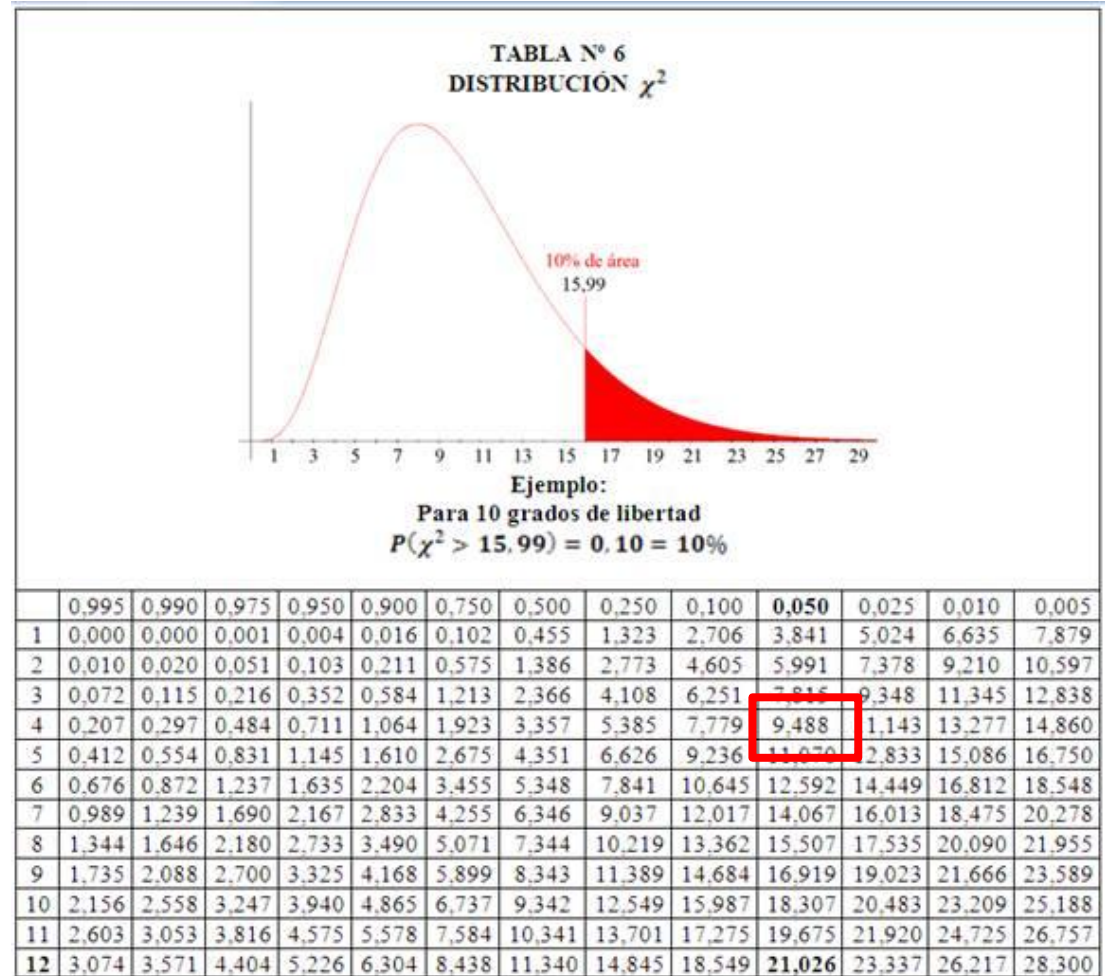 TABLA Nº 6
DISTRIBUCIÓN χ²
10% de área
15,99
1 3 5 7 9 11 13 15 17 19 21 23 25 27 29
Ejemplo:
Para 10 grados de libertad
P(χ² > 15.99) = 0.10 = 10%
0,995 0,990 0,975 0,950 0,900 0,750 0,500 0,250 0,100 0,050 0,025 0,010 0,005
1 0,000 0,000 0,001 0,004 0,016 0,102 0,455 1,323 2,706 3,841 5,024 6,635 7,879
2 0,010 0,020 0,051 0,103 0,211 0,575 1,386 2,773 4,605 5,991 7,378 9,210 10,597
3 0,072 0,115 0,216 0,352 0,584 1,213 2,366 4,108 6,251 7,815 9,348 11,345 12,838
4 0,207 0,297 0,484 0,711 1,064 1,923 3,357 5,385 7,779 9,488 1,143 13,277 14,860
5 0,412 0,554 0,831 1,145 1,610 2,675 4,351 6,626 9,236 11,070 12,833 15,086 16,750
6 0,676 0,872 1,237 1,635 2,204 3,455 5,348 7,841 10,645 12,592 14,449 16,812 18,548
7 0,989 1,239 1,690 2,167 2,833 4,255 6,346 9,037 12,017 14,067 16,013 18,475 20,278
8 1,344 1,646 2,180 2,733 3,490 5,071 7,344 10,219 13,362 15,507 17,535 20,090 21,955
9 1,735 2,088 2,700 3,325 4,168 5,899 8,343 11,389 14,684 16,919 19,023 21,666 23,589
10 2,156 2,558 3,247 3,940 4,865 6,737 9,342 12,549 15,987 18,307 20,483 23,209 25,188
11 2,603 3,053 3,816 4,575 5,578 7,584 10,341 13,701 17,275 19,675 21,920 24,725 26,757
12 3,074 3,571 4,404 5,226 6,304 8,438 11,340 14,845 18,549 21,026 23,337 26,217 28,300